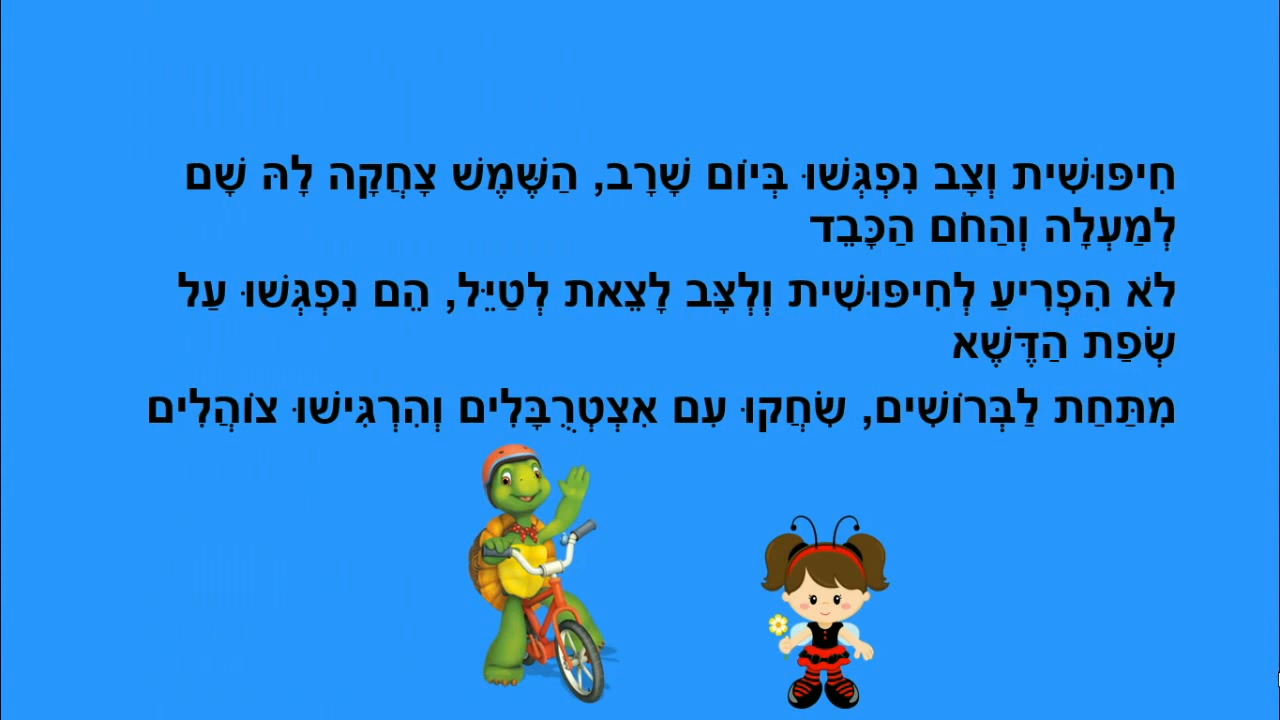 חִיפּוּשִׁית וְצָב נִפְגְּשׁוּ בְּיוֹם שָׁרָב, הַשֶּׁמֶשׁ צָחֲקָה לָהּ שָׁם
לְמַעְלָה וְהַחֹם הַכָּבֵד
לֹא הִפְרִיעַ לְחִיפּוּשִׁית וְלְצָּב לָצֵאת לְטַיֵּל, הֵם נִפְגְּשׁוּ עַל
שְׂפַת הַדֶּשֶׁא
מִתַּחַת לַבְּרוֹשִׁים, שִׂחֲקוּ עִם אִצְטְרֻבָּלִים וְהִרְגִּישׁוּ צוֹהֲלִים